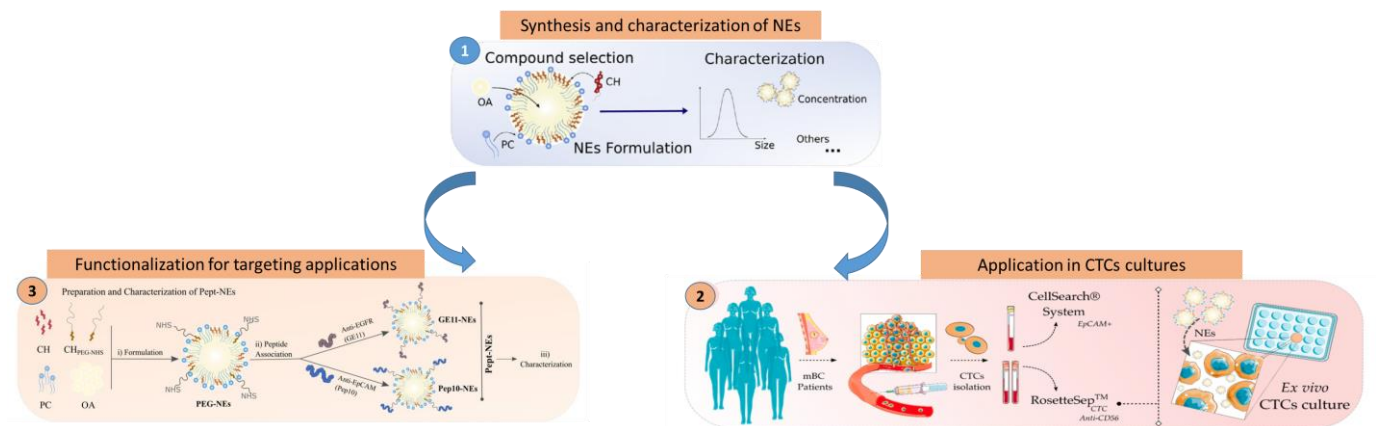 Synthesis and characterization of NEs
1
Compound selection
CH
OA
PC
NEs Formulation
Characterization
Concentration
Size
Others
...
Functionalization for targeting applications
3
Preparation and Characterization of Pept-NEs
CH
CHPEG-NHS
PC
OA
i) Formulation
NHS
NHS
NHS
NHS
PEG-NEs
ii) Peptide
Association
Anti-EGFR
(GE11)
Anti-EpCAM
(Pep10)
GE11-NEs
Pep10-NEs
Pept-NEs
iii)
Characterization
Application in CTCs cultures
2
mBC
Patients
CTCs
isolation
CellSearch®
System
EpCAM+
RosetteSep™
CTC
Anti-CD56
NEs
Ex vivo
CTCs culture